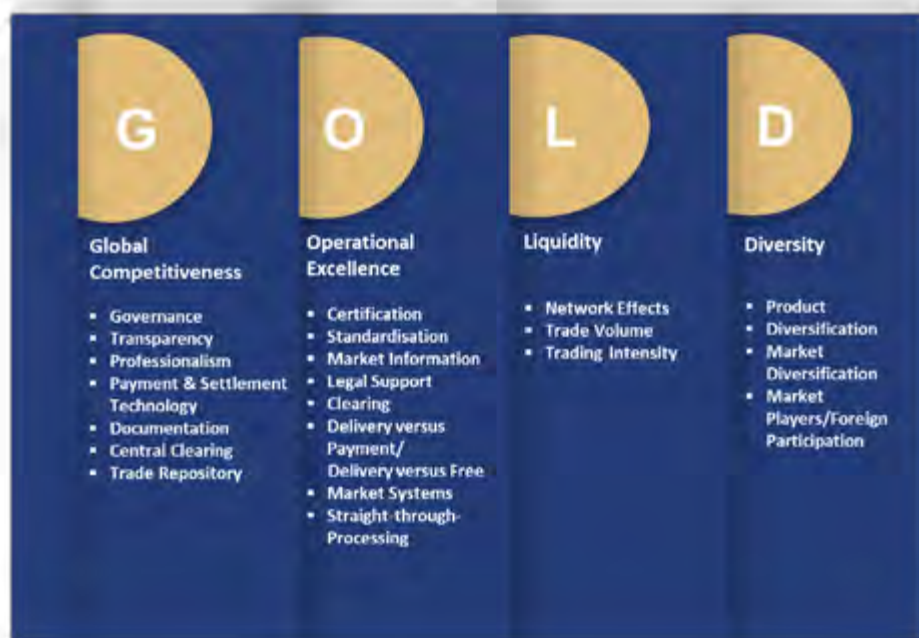 G
Global
Competitiveness
▪ Governance
▪ Transparency
▪ Professionalism
▪ Payment & Settlement
Technology
▪ Documentation
▪ Central Clearing
▪ Trade Repository
O
Operational
Excellence
▪ Certification
▪ Standardisation
▪ Market Information
▪ Legal Support
▪ Clearing
▪ Delivery versus
Payment/
Delivery versus Free
▪ Market Systems
▪ Straight-through-
Processing
L
Liquidity
▪ Network Effects
▪ Trade Volume
▪ Trading Intensity
D
Diversity
▪ Product
▪ Diversification
▪ Market
Diversification
▪ Market
Players/Foreign
Participation